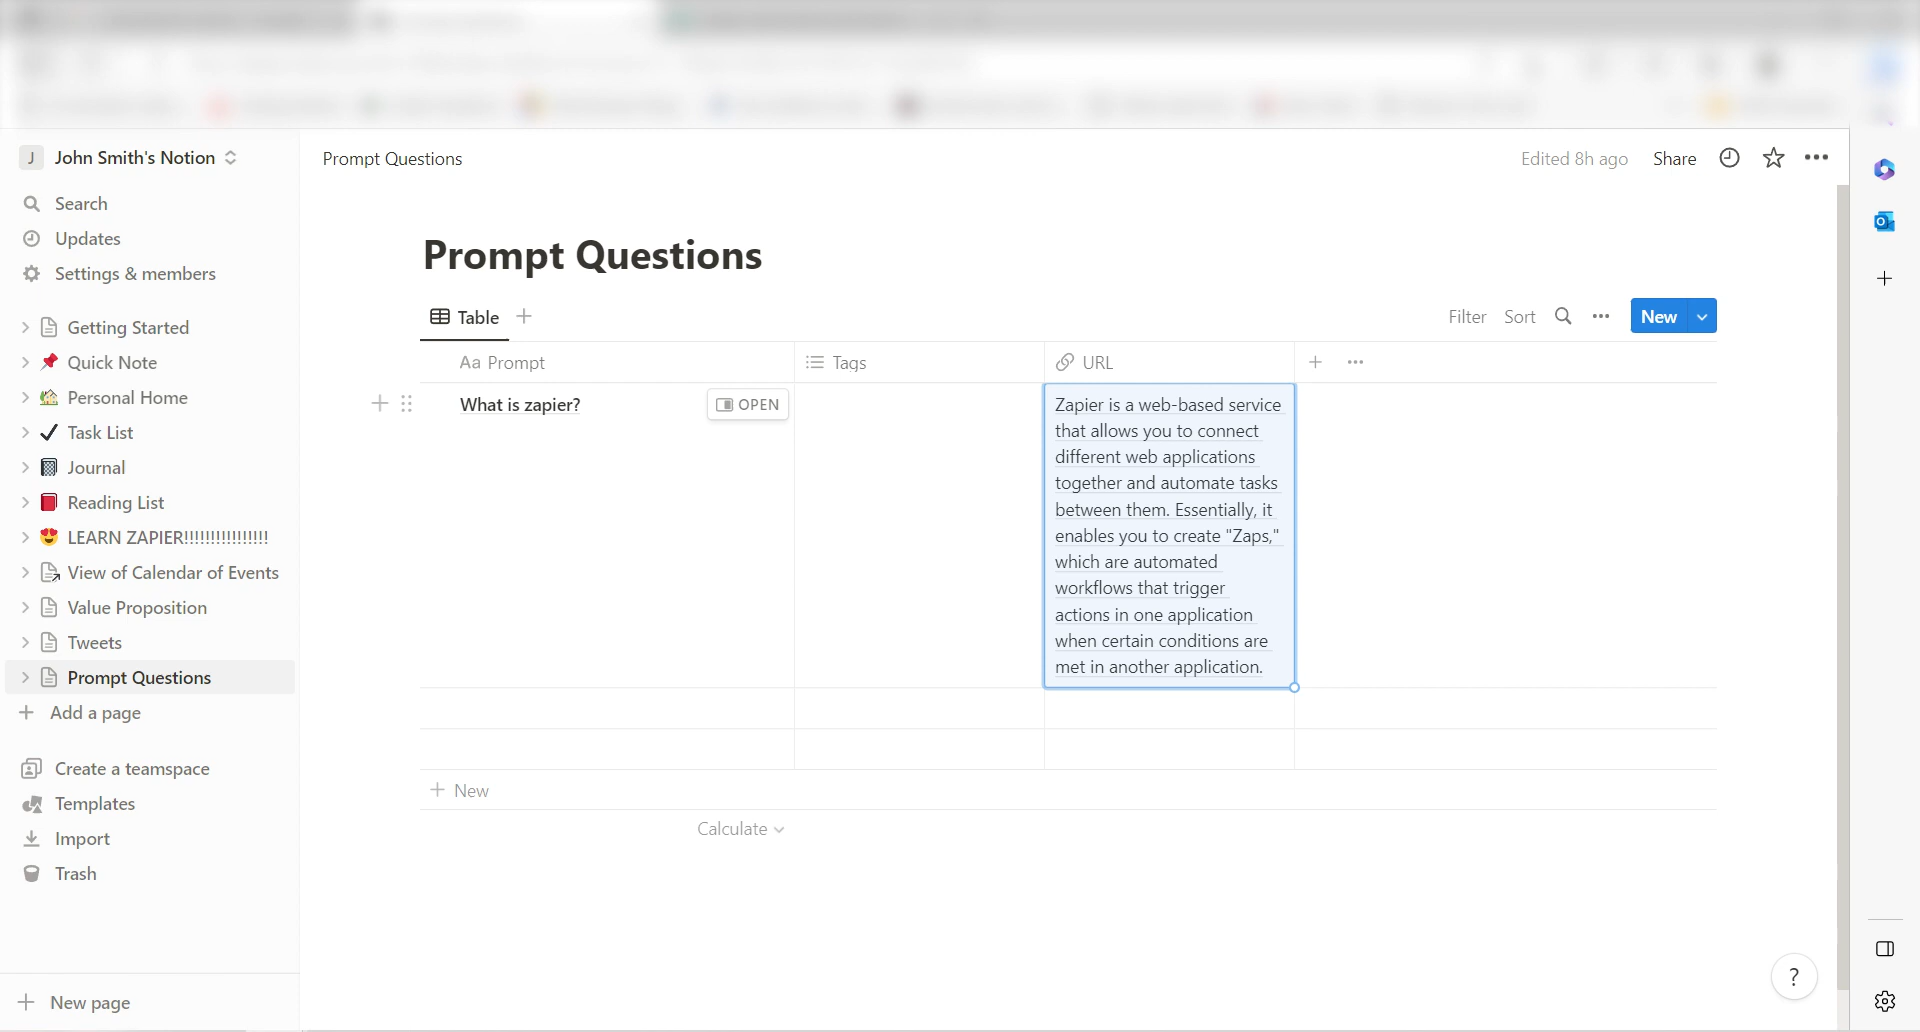 J John Smith's Notion
Search
Updates
Settings & members
Getting Started
Quick Note
Personal Home
Task List
Journal
Reading List
LEARN ZAPIER!!!!!!!!!!!!!!!!
View of Calendar of Events
Value Proposition
Tweets
Prompt Questions
Add a page
Create a teamspace
Templates
Import
Trash
New page
Prompt Questions
Edited 8h ago Share
Prompt Questions
Table
Filter Sort New
Aa Prompt Tags URL
What is zapier? OPEN
Zapier is a web-based service
that allows you to connect
different web applications
together and automate tasks
between them. Essentially, it
enables you to create "Zaps,"
which are automated
workflows that trigger
actions in one application
when certain conditions are
met in another application.
New
Calculate
?